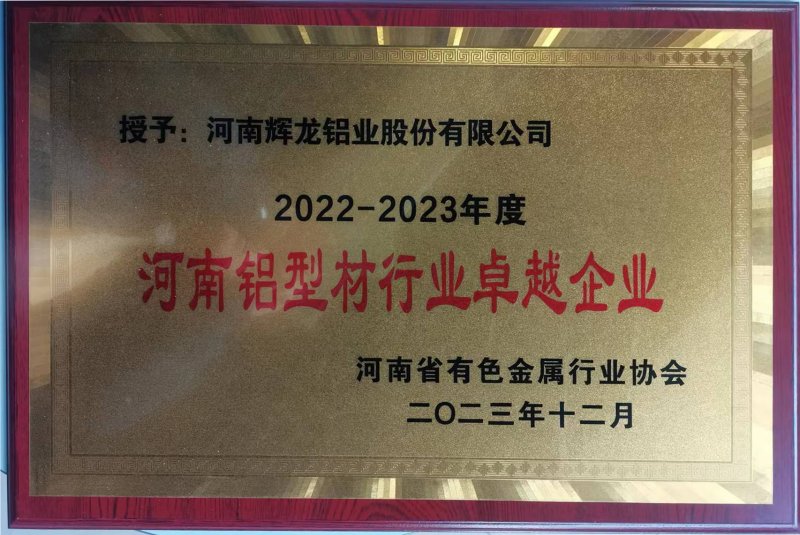 授予：河南辉龙铝业股份有限公司
2022-2023年度
河南铝型材行业卓越企业
河南省有色金属行业协会
二〇二三年十二月